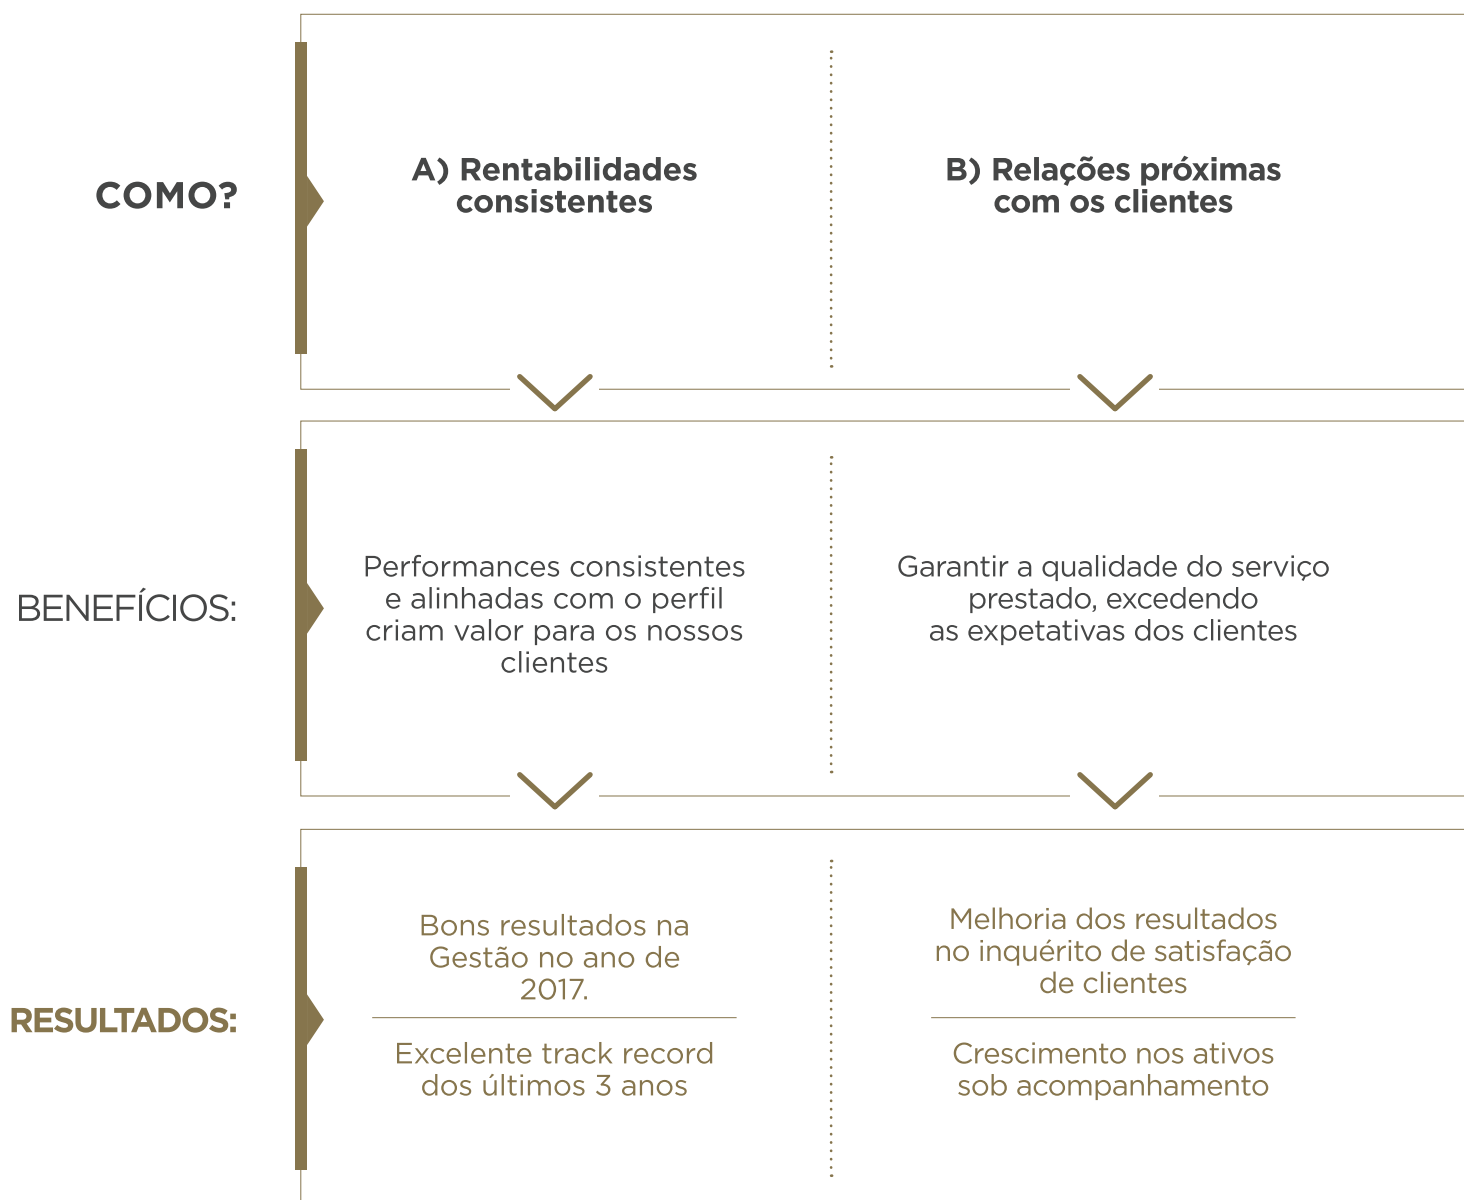 COMO?
A) Rentabilidades
consistentes
B) Relações próximas
com os clientes
BENEFÍCIOS:
Performances consistentes
e alinhadas com o perfil
criam valor para os nossos
clientes
Garantir a qualidade do serviço
prestado, excedendo
as expetativas dos clientes
RESULTADOS:
Bons resultados na
Gestão no ano de
2017.
Excelente track record
dos últimos 3 anos
Melhoria dos resultados
no inquérito de satisfação
de clientes
Crescimento nos ativos
sob acompanhamento